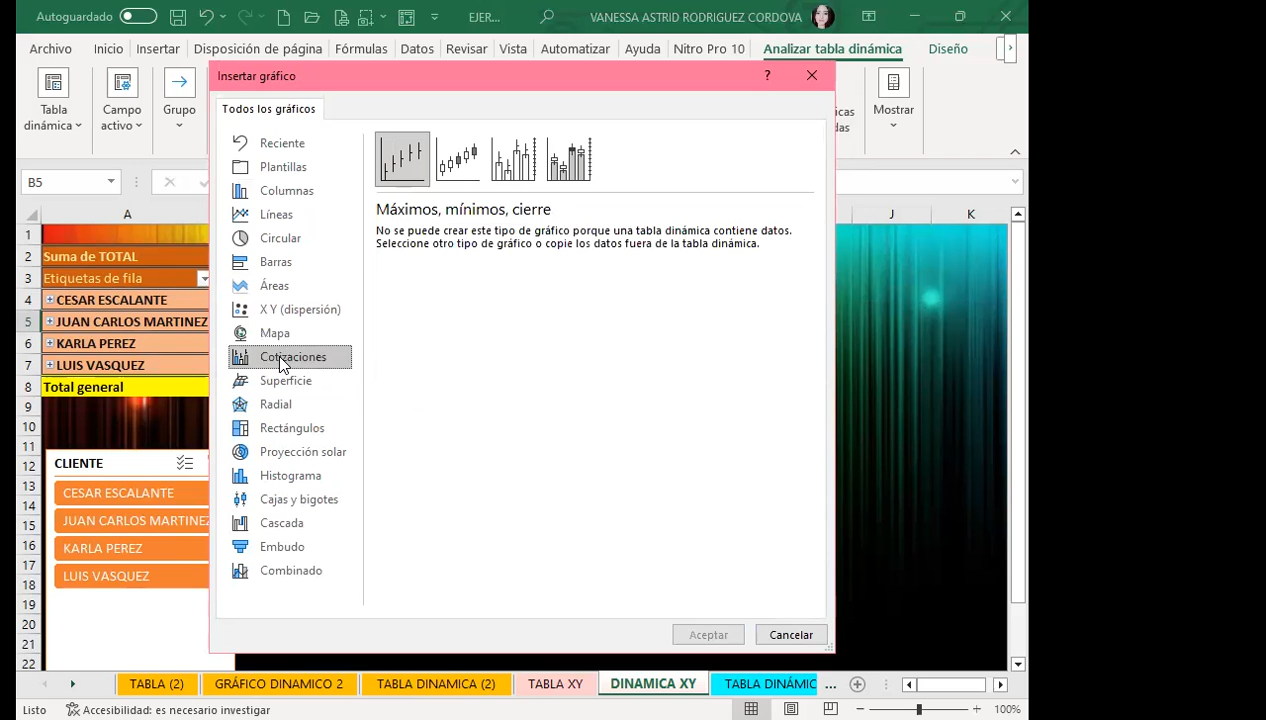 Autoguardado
EJER...
VANESSA ASTRID RODRIGUEZ CORDOVA
Archivo Inicio Insertar Disposición de página Fórmulas Datos Revisar Vista Automatizar Ayuda Nitro Pro 10 Analizar tabla dinámica Diseño
Tabla dinámica
Campo activo
Grupo
Mostrar
Insertar gráfico
?
Todos los gráficos
Reciente
Plantillas
Columnas
Líneas
Circular
Barras
Áreas
X Y (dispersión)
Mapa
Cotizaciones
Superficie
Radial
Rectángulos
Proyección solar
Histograma
Cajas y bigotes
Cascada
Embudo
Combinado
Máximos, mínimos, cierre
No se puede crear este tipo de gráfico porque una tabla dinámica contiene datos.
Seleccione otro tipo de gráfico o copie los datos fuera de la tabla dinámica.
Aceptar
Cancelar
B5
A J K
1
2 Suma de TOTAL
3 Etiquetas de fila
4 CESAR ESCALANTE
5 JUAN CARLOS MARTINEZ
6 KARLA PEREZ
7 LUIS VASQUEZ
8 Total general
9
10
11
12 CLIENTE
13 CESAR ESCALANTE
14
15 JUAN CARLOS MARTINEZ
16 KARLA PEREZ
17
18 LUIS VASQUEZ
19
20
21
22
TABLA (2) GRÁFICO DINAMICO 2 TABLA DINAMICA (2) TABLA XY DINAMICA XY TABLA DINÁMIC ...
Listo Accesibilidad: es necesario investigar 100%